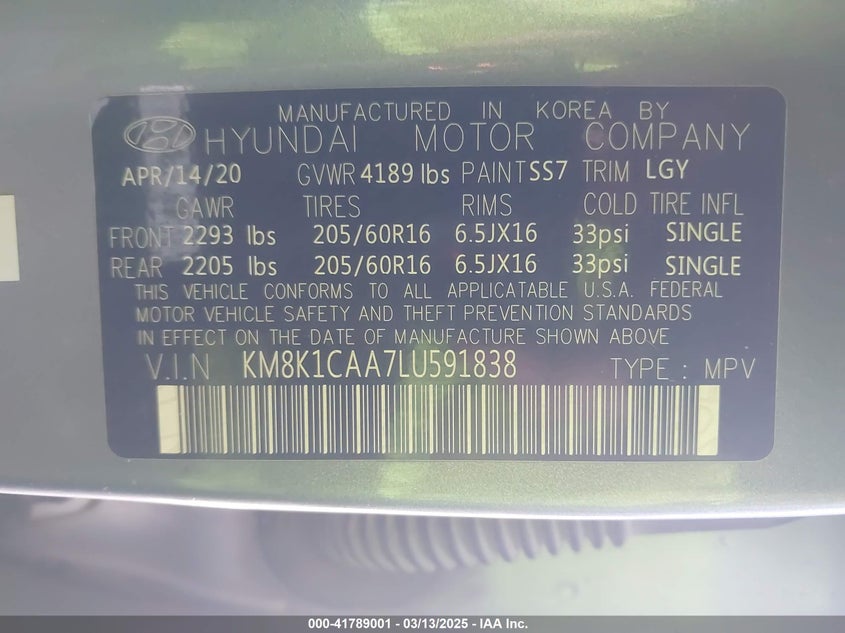 MANUFACTURED IN KOREA BY
HYUNDAI MOTOR COMPANY
APR/14/20 GVWR 4189 lbs PAINT SS7 TRIM LGY
GAWR TIRES RIMS COLD TIRE INFL
FRONT 2293 lbs 205/60R16 6.5JX16 33psi SINGLE
REAR 2205 lbs 205/60R16 6.5JX16 33psi SINGLE
THIS VEHICLE CONFORMS TO ALL APPLICATABLE U.S.A. FEDERAL
MOTOR VEHICLE SAFETY AND THEFT PREVENTION STANDARDS
IN EFFECT ON THE DATE OF MANUFACTURE SHOWN ABOVE
V.I.N KM8K1CAA7LU591838 TYPE : MPV
000-41789001 - 03/13/2025 - IAA Inc.